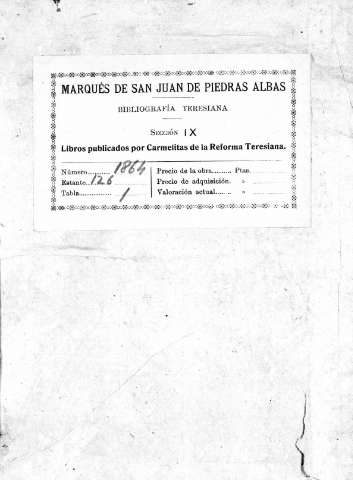 MARQUÉS DE SAN JUAN DE PIEDRAS ALBAS
BIBLIOGRAFÍA TERESIANA
SECCIÓN IX
Libros publicados por Carmelitas de la Reforma Teresiana.
Número.......... 1864
Estante.. 126
Tabla............... 1
Precio de la obra......... Ptas.
Precio de adquisición. »
Valoración actual....... »